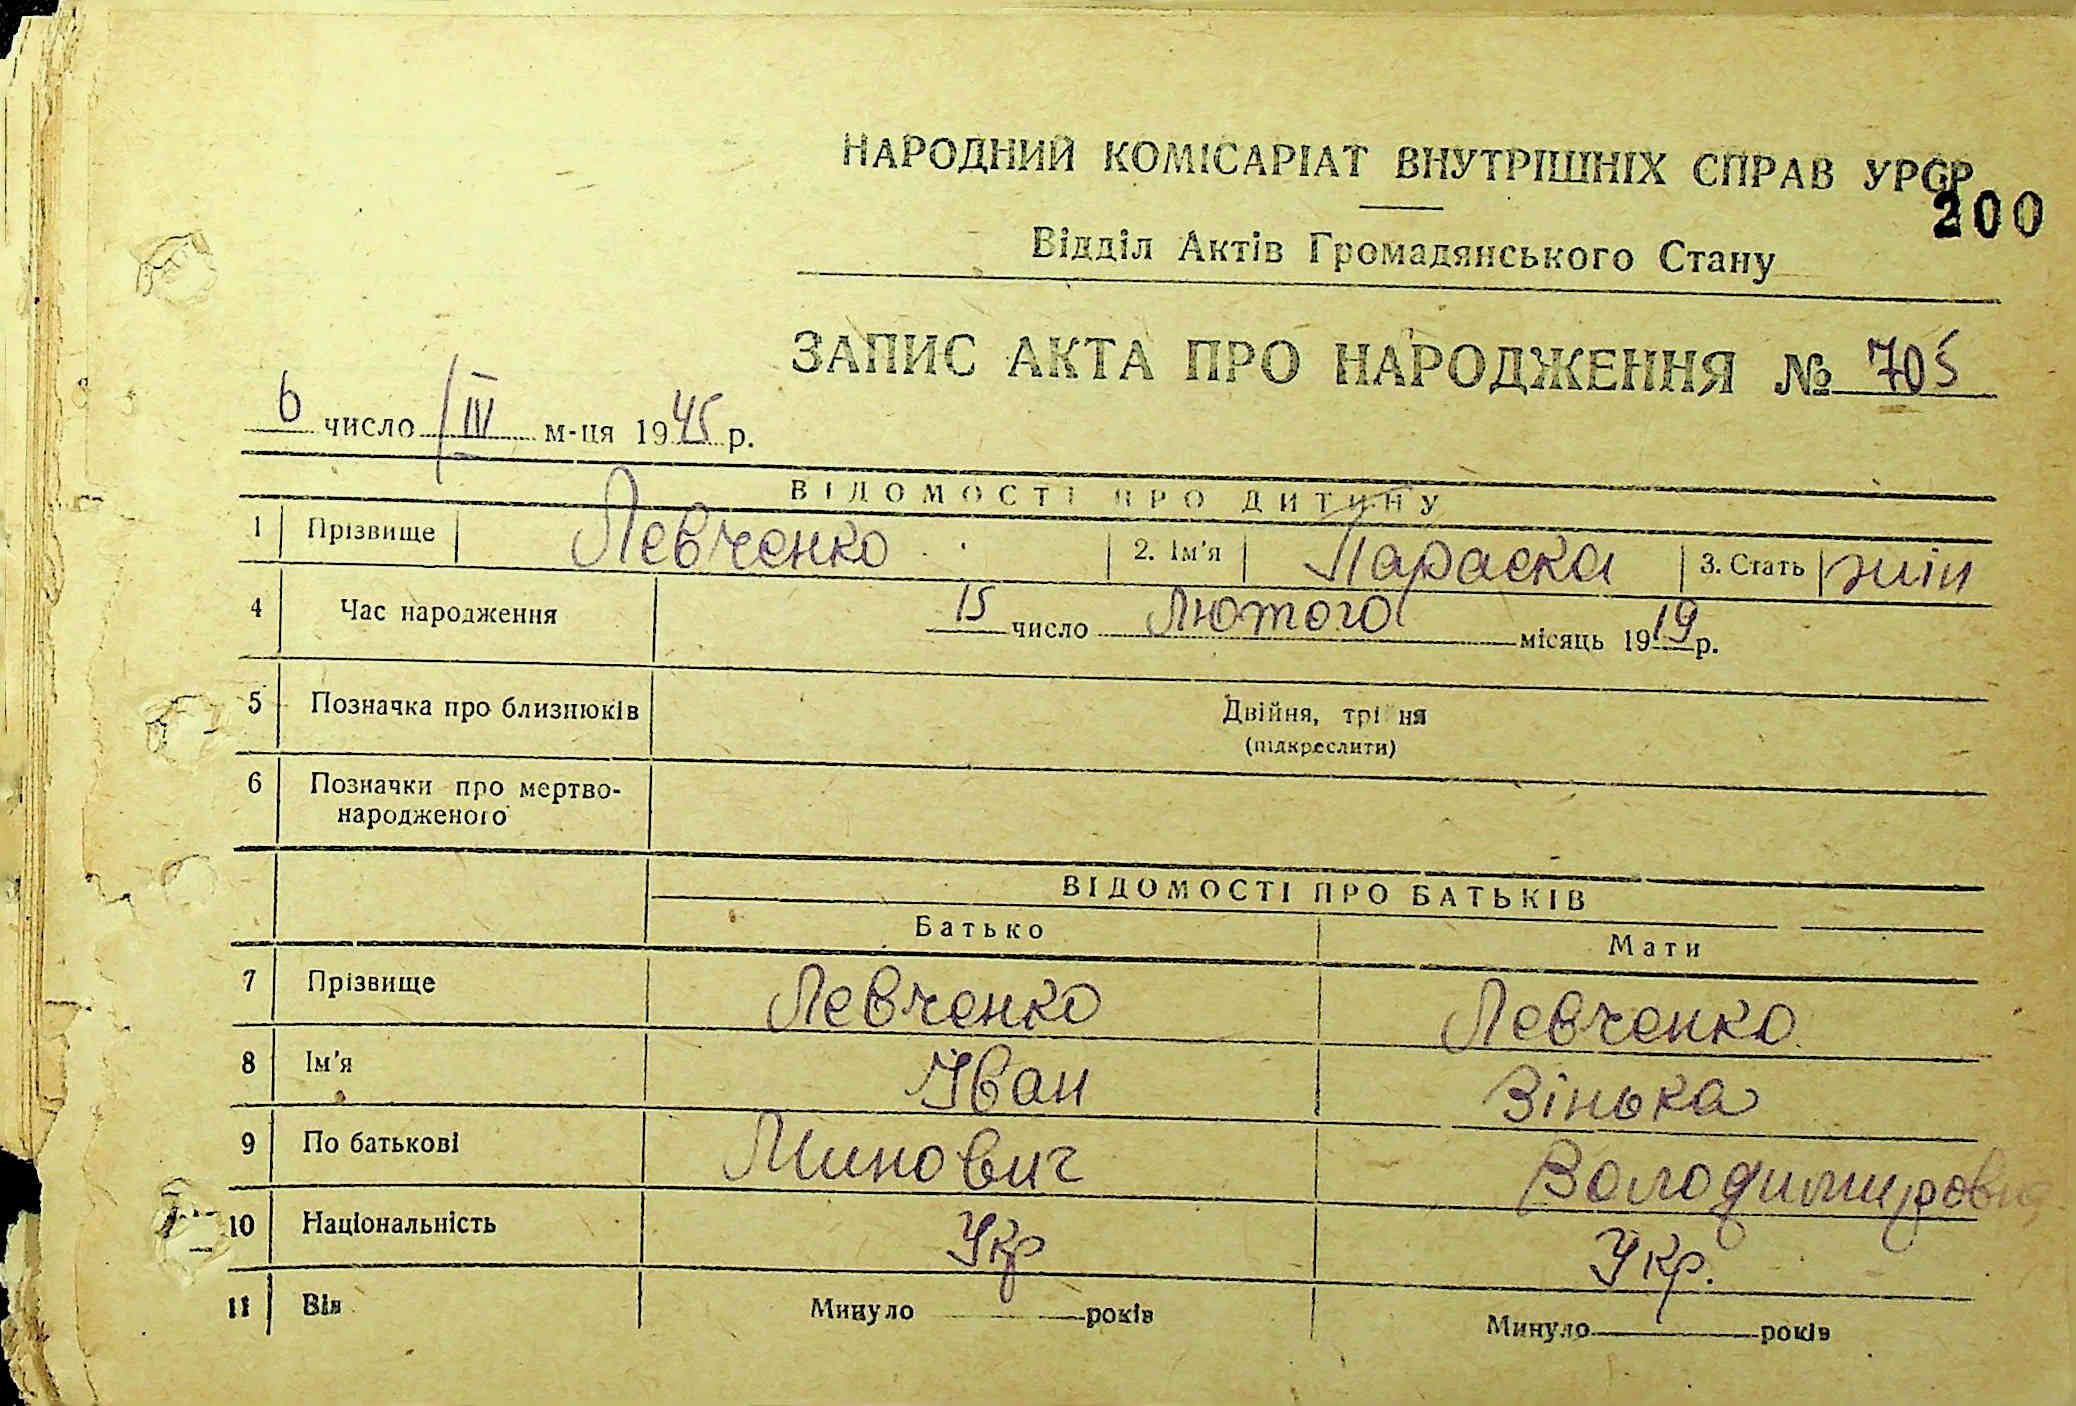 НАРОДНИЙ КОМІСАРІАТ ВНУТРІШНІХ СПРАВ УРСР
200
Відділ Актів Громадянського Стану
ЗАПИС АКТА ПРО НАРОДЖЕННЯ № 705
6 число III м-ця 1945 р.
ВІДОМОСТІ ПРО ДИТИНУ
1 Прізвище Левченко 2. Ім'я Параска 3. Стать жін
4 Час народження 15 число Лютого місяць 1919 р.
5 Позначка про близнюків Двійня, трійня
(підкреслити)
6 Позначки про мертво-
народженого
ВІДОМОСТІ ПРО БАТЬКІВ
Батько Мати
7 Прізвище Левченко Левченко
8 Ім'я Іван Зінька
9 По батькові Минович Володимировна
10 Національність Укр Укр.
11 Вік Минуло років Минуло років